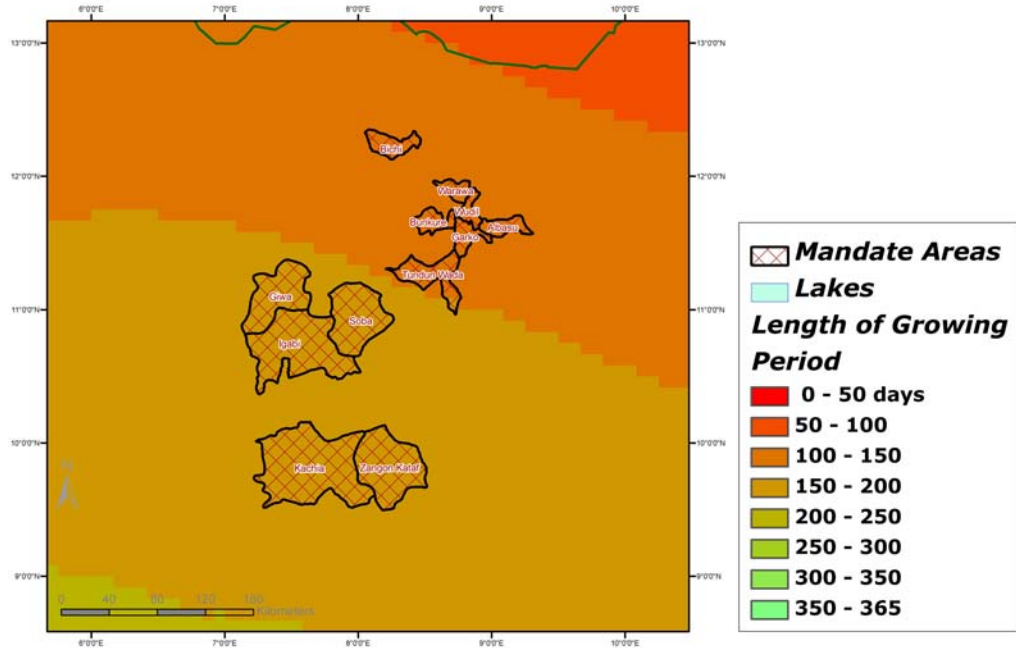 6°0'0"E 7°0'0"E 8°0'0"E 9°0'0"E 10°0'0"E
13°0'0"N 13°0'0"N
Bichi
12°0'0"N 12°0'0"N
Warawa
Wudil
Bunkure Albasu
Garko
Tundun Wada
Giwa
11°0'0"N 11°0'0"N
Soba
Igabi
10°0'0"N 10°0'0"N
Kachia Zangon Kataf
N
9°0'0"N 9°0'0"N
0 40 80 120 160
Kilometers
6°0'0"E 7°0'0"E 8°0'0"E 9°0'0"E 10°0'0"E
Mandate Areas
Lakes
Length of Growing
Period
0 - 50 days
50 - 100
100 - 150
150 - 200
200 - 250
250 - 300
300 - 350
350 - 365